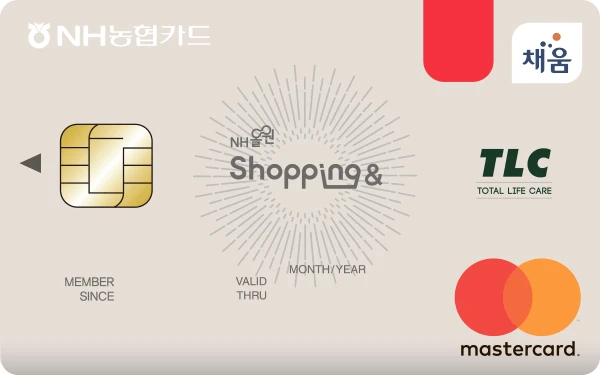 NH농협카드
채움
NH올원
Shopping &
TLC
TOTAL LIFE CARE
MONTH/YEAR
MEMBER
SINCE
VALID
THRU
mastercard.